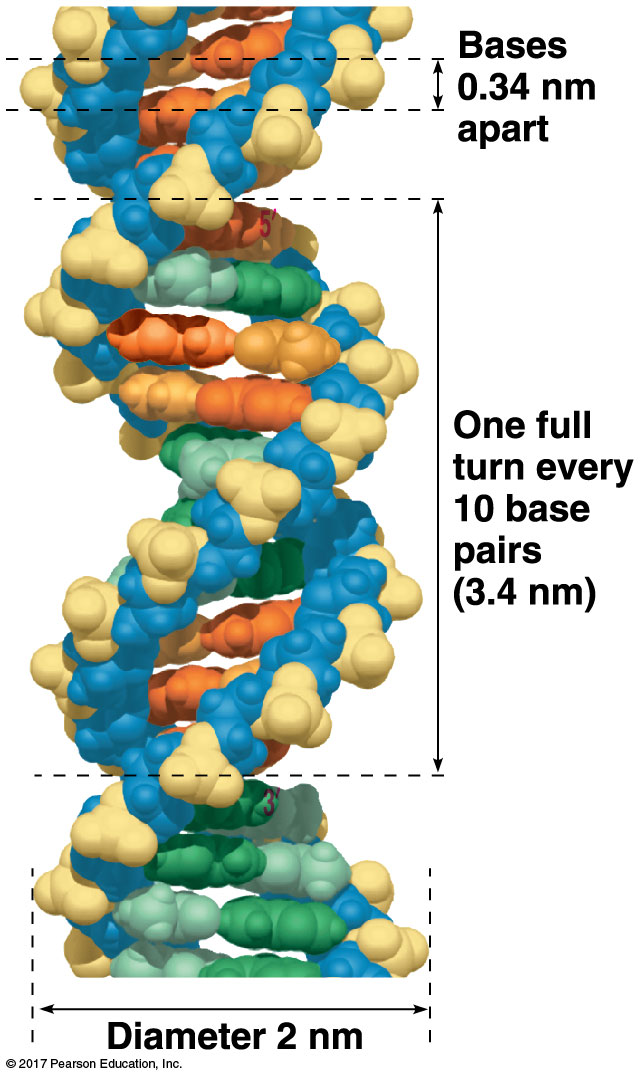 Bases
0.34 nm
apart
5′
One full
turn every
10 base
pairs
(3.4 nm)
3′
Diameter 2 nm
© 2017 Pearson Education, Inc.